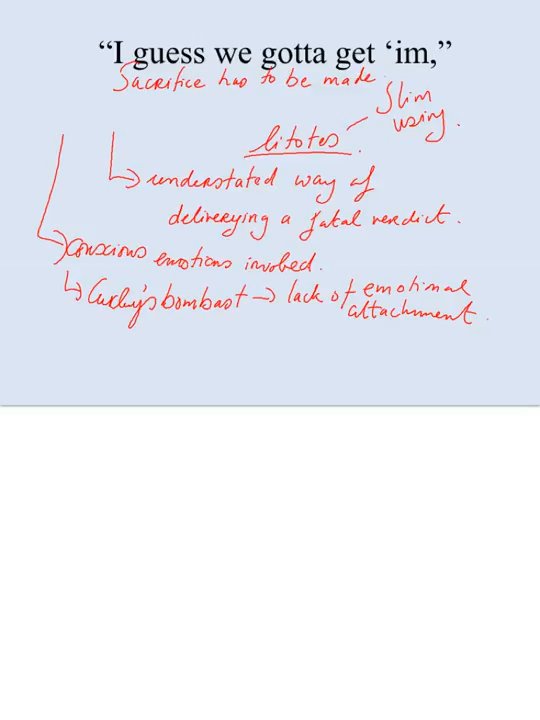 “I guess we gotta get ‘im,”
Sacrifice has to be made.
Slim
using.
litotes
understated way of
deliverying a fatal verdict.
conscious emotions involved.
Curley's bombast → lack of emotional
attachment.